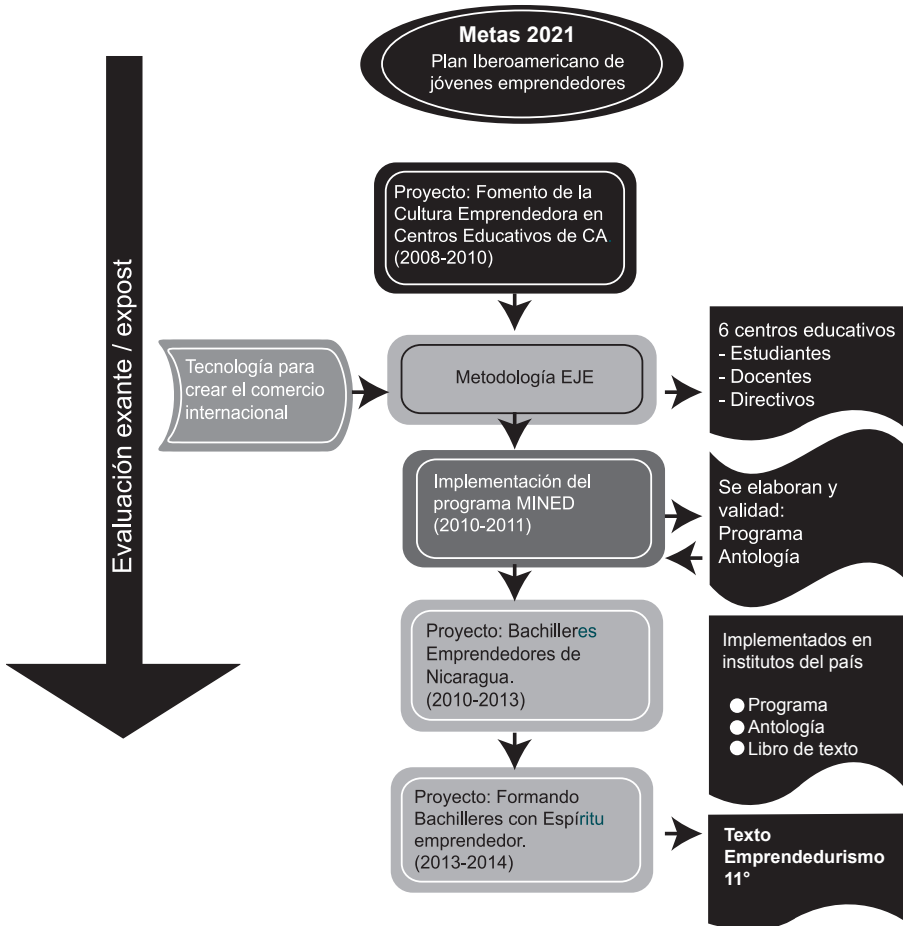 Metas 2021
Plan Iberoamericano de
jóvenes emprendedores
Evaluación exante / expost
Proyecto: Fomento de la
Cultura Emprendedora en
Centros Educativos de CA.
(2008-2010)
Tecnología para
crear el comercio
internacional
Metodología EJE
6 centros educativos
- Estudiantes
- Docentes
- Directivos
Implementación del
programa MINED
(2010-2011)
Se elaboran y
validad:
Programa
Antología
Proyecto: Bachilleres
Emprendedores de
Nicaragua.
(2010-2013)
Implementados en
institutos del país
● Programa
● Antología
● Libro de texto
Proyecto: Formando
Bachilleres con Espíritu
emprendedor.
(2013-2014)
Texto
Emprendedurismo
11°